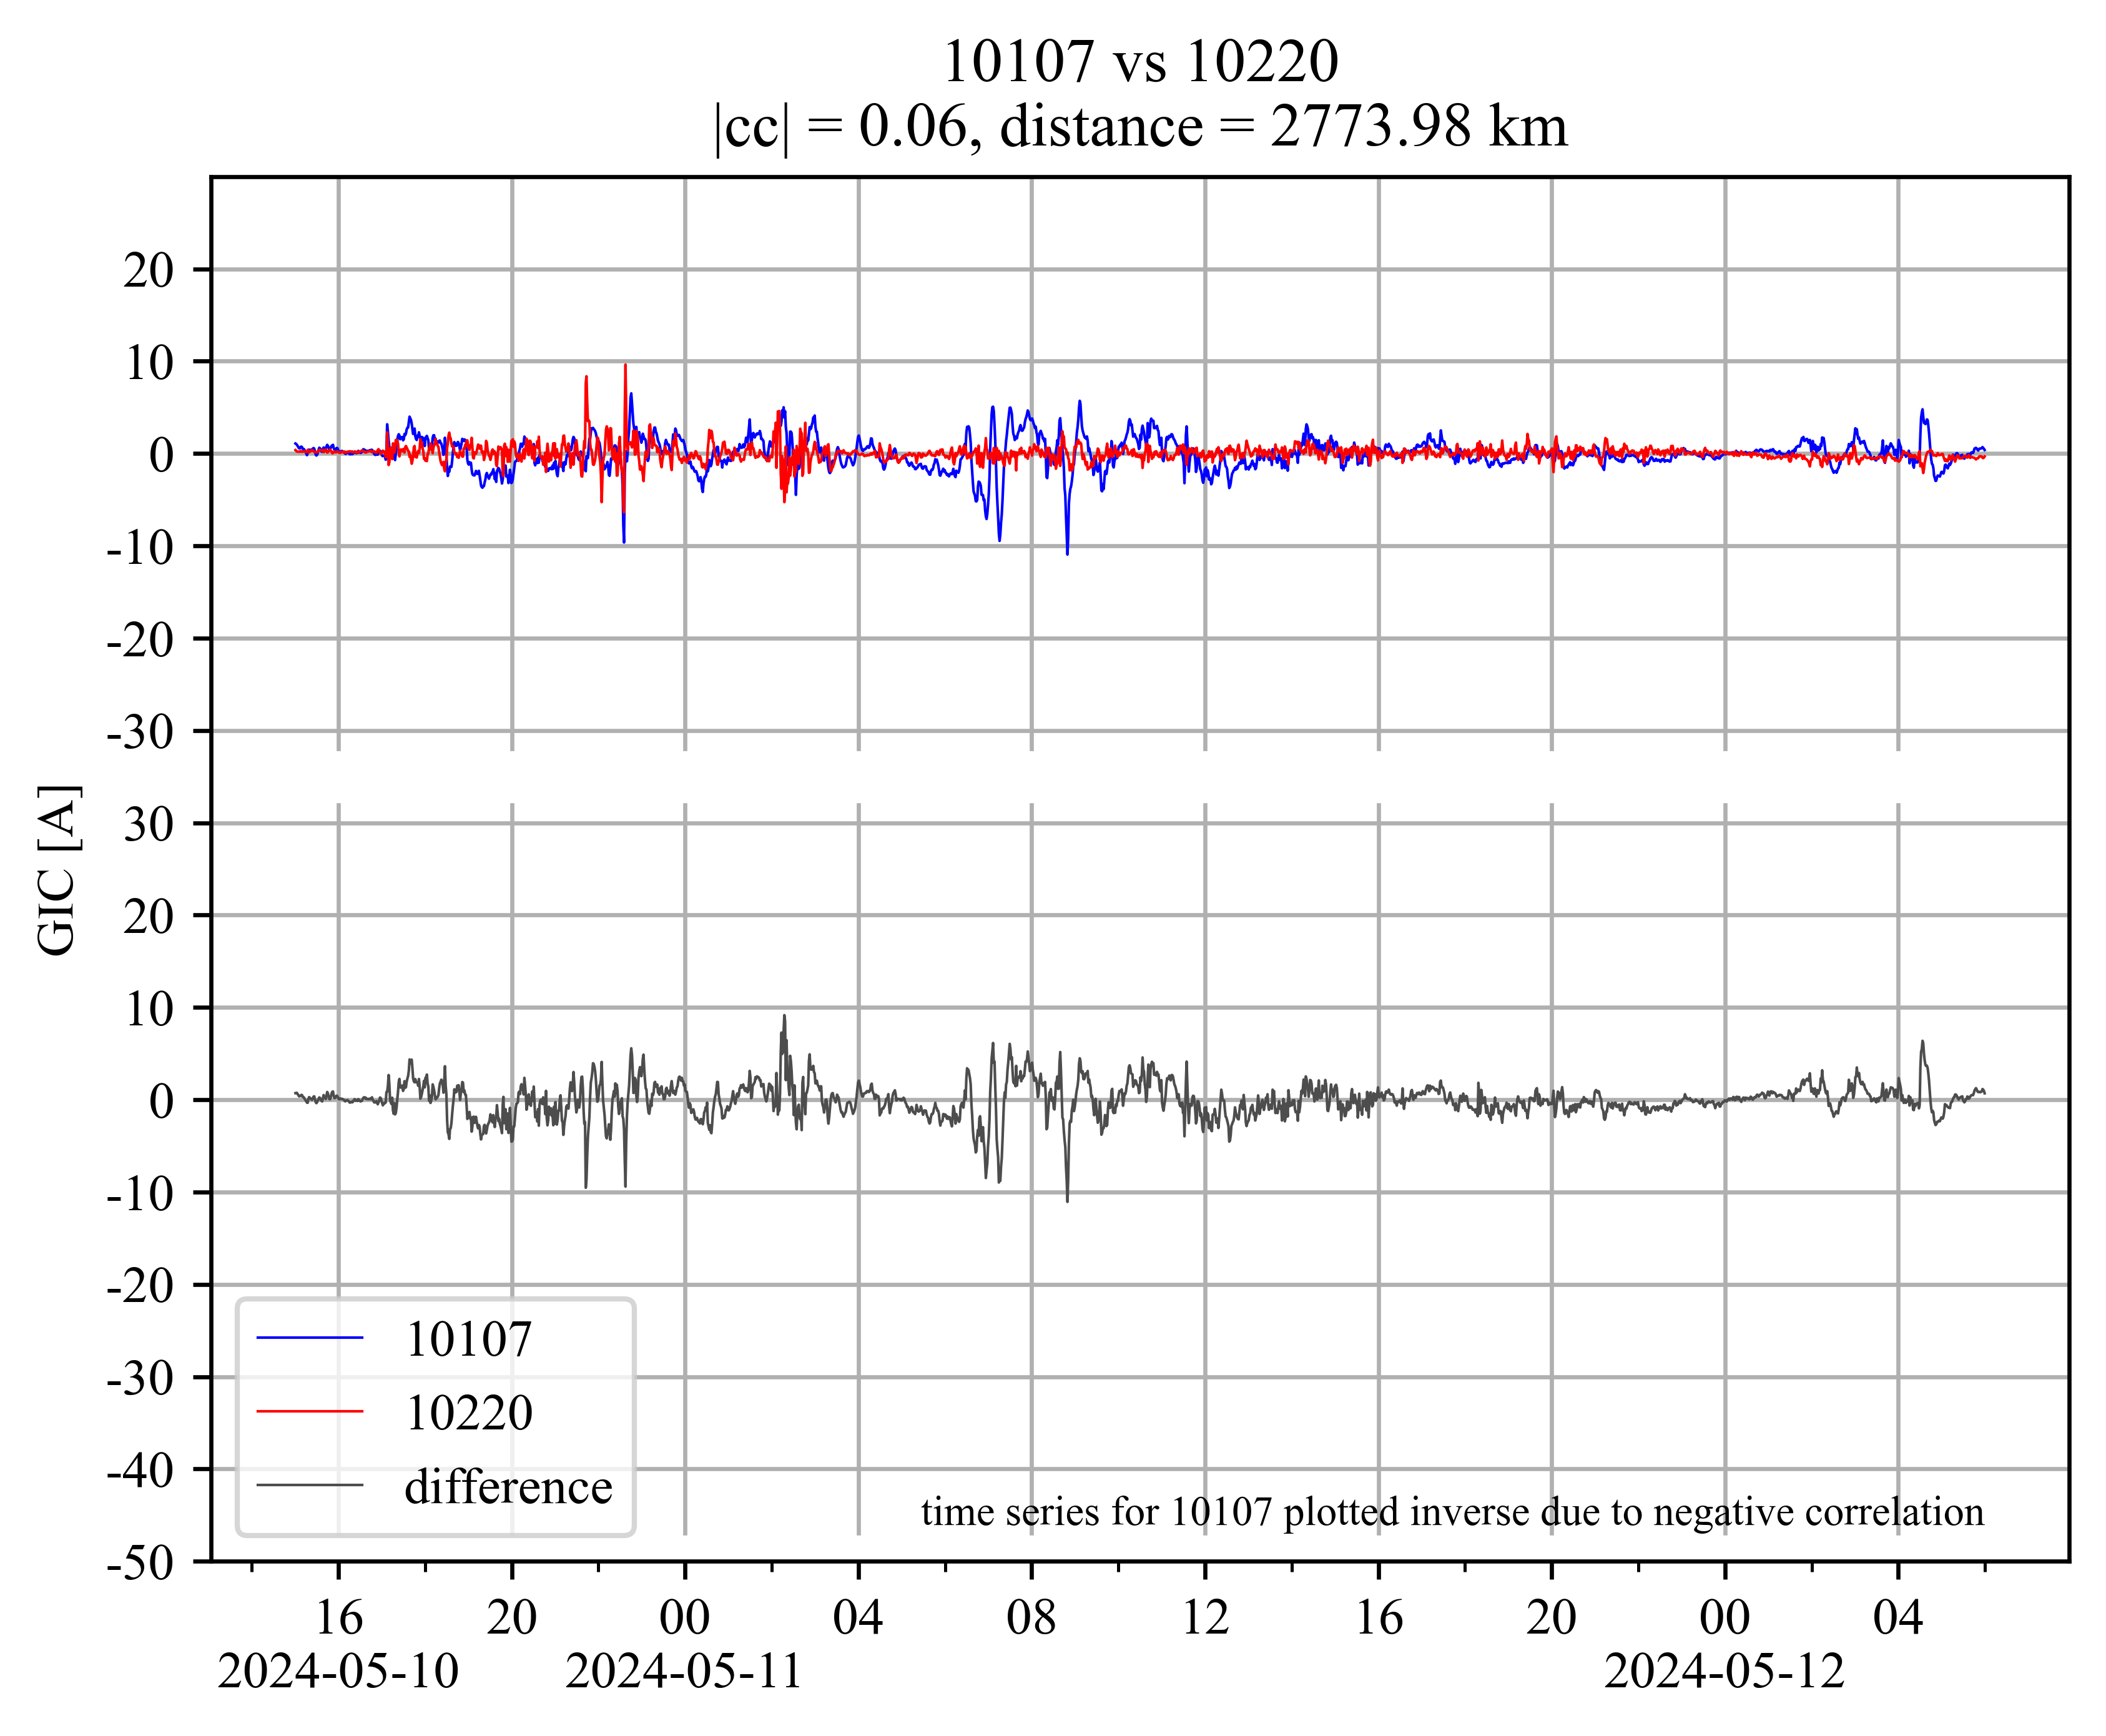 10107 vs 10220
|cc| = 0.06, distance = 2773.98 km
20
10
0
-10
-20
-30
30
20
10
0
-10
-20
-30
-40
-50
GIC [A]
10107
10220
difference
time series for 10107 plotted inverse due to negative correlation
16 20 00 04 08 12 16 20 00 04
2024-05-10 2024-05-11 2024-05-12